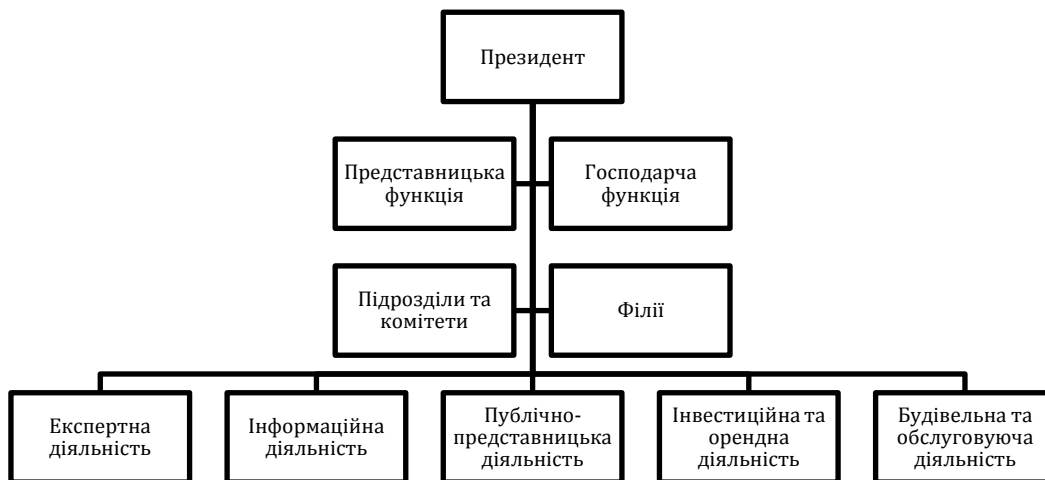 Президент
Представницька
функція
Господарча
функція
Підрозділи та
комітети
Філії
Експертна
діяльність
Інформаційна
діяльність
Публічно-
представницька
діяльність
Інвестиційна та
орендна
діяльність
Будівельна та
обслуговуюча
діяльність